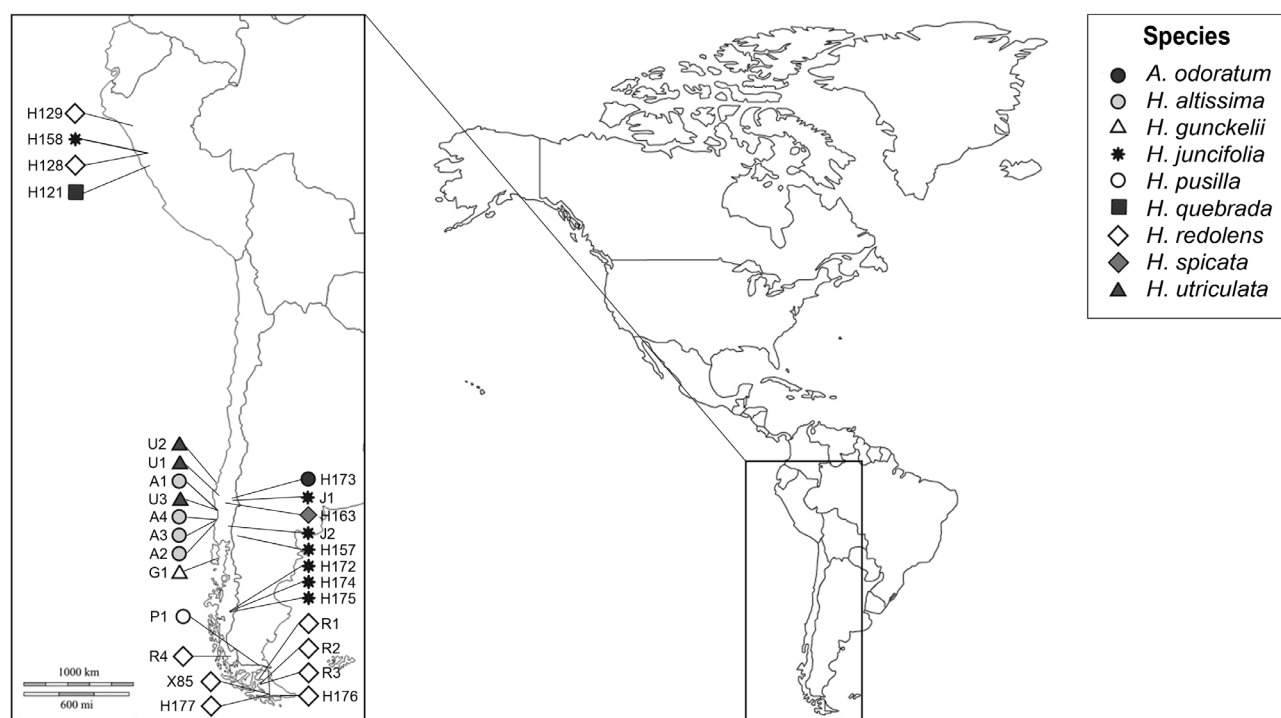 H129
H158
H128
H121
U2
U1
A1
U3
A4
A3
A2
G1
P1
R4
X85
H177
H173
J1
H163
J2
H157
H172
H174
H175
R1
R2
R3
H176
1000 km
600 mi
Species
A. odoratum
H. altissima
H. gunckelii
H. juncifolia
H. pusilla
H. quebrada
H. redolens
H. spicata
H. utriculata